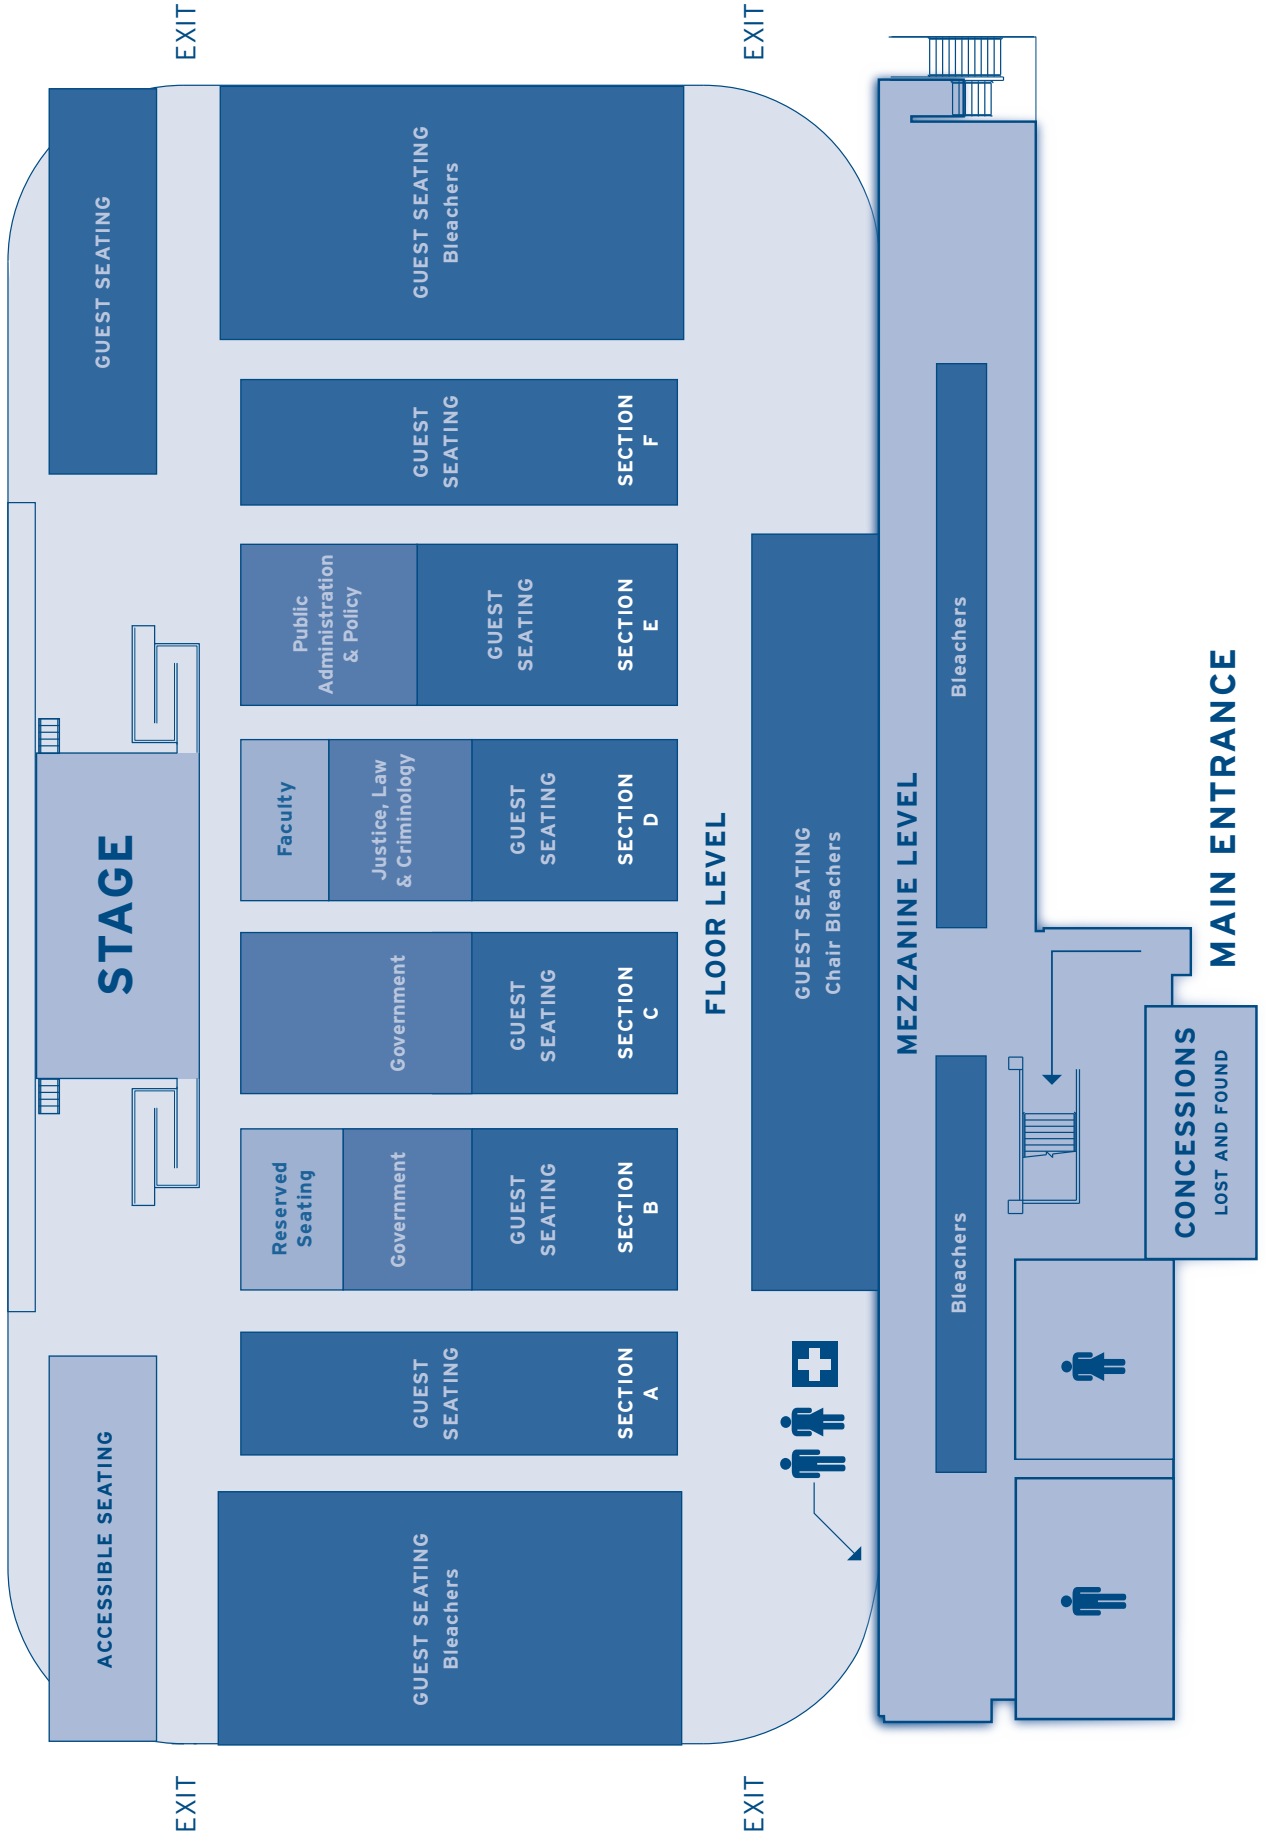 EXIT
EXIT
ACCESSIBLE SEATING
STAGE
GUEST SEATING
EXIT
EXIT
GUEST SEATING
Bleachers
GUEST
SEATING
SECTION
A
Reserved
Seating
Government
GUEST
SEATING
SECTION
B
Government
GUEST
SEATING
SECTION
C
Faculty
Justice, Law
& Criminology
GUEST
SEATING
SECTION
D
Public
Administration
& Policy
GUEST
SEATING
SECTION
E
GUEST
SEATING
SECTION
F
GUEST SEATING
Bleachers
FLOOR LEVEL
GUEST SEATING
Chair Bleachers
MEZZANINE LEVEL
Bleachers
Bleachers
CONCESSIONS
LOST AND FOUND
MAIN ENTRANCE